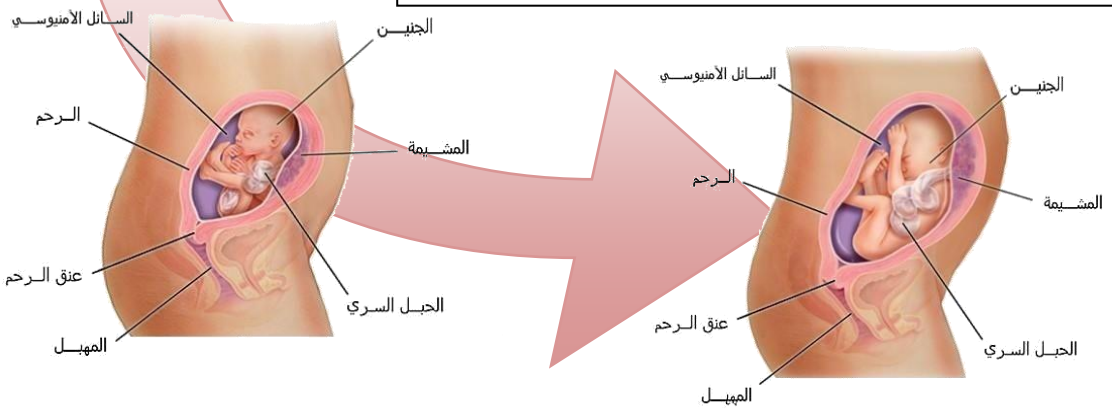 السائل الأمنيوسي
الجنين
الرحم
المشيمة
عنق الرحم
الحبل السري
المهبل
السائل الأمنيوسي
الجنين
الرحم
المشيمة
عنق الرحم
الحبل السري
المهبل